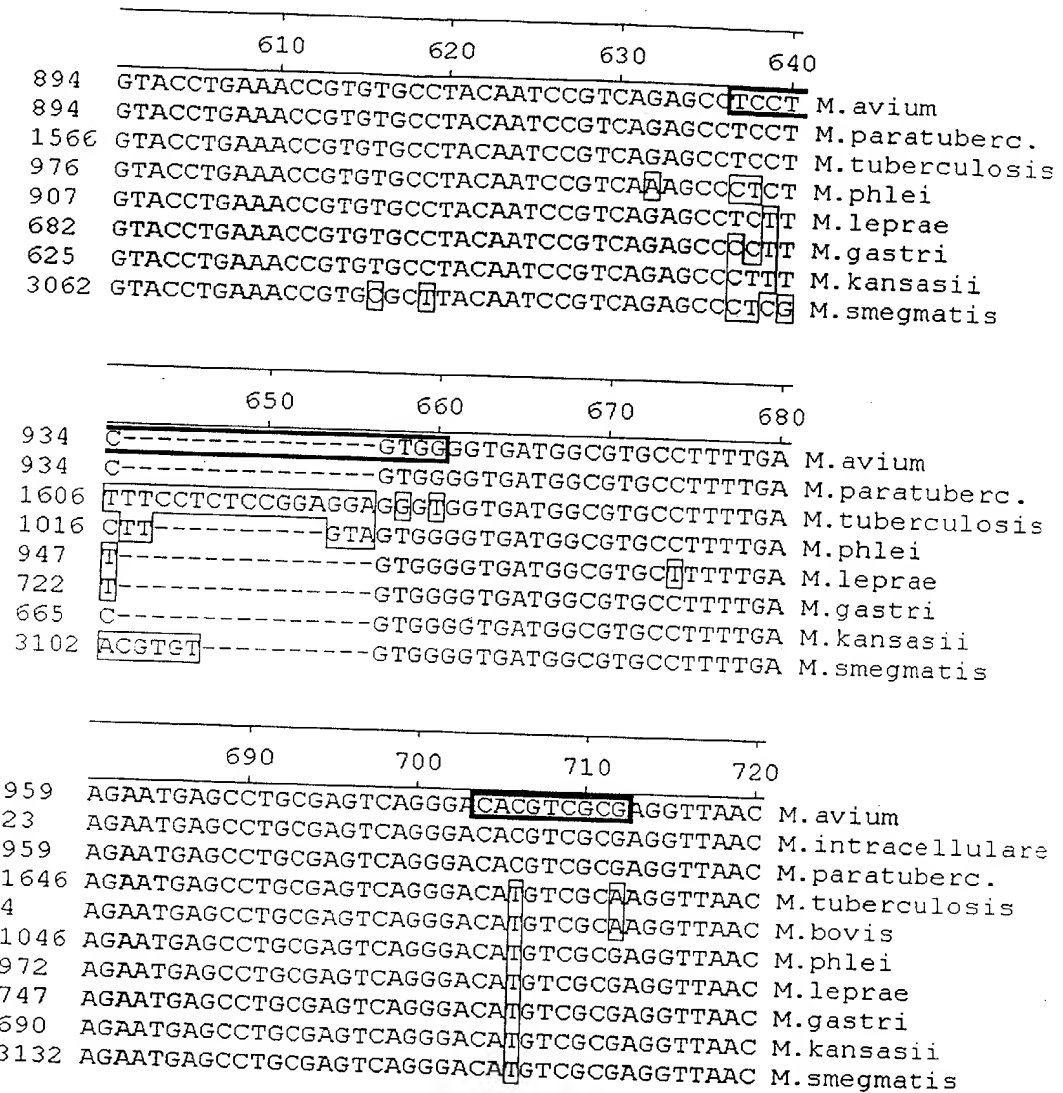 610 620 630 640
894 GTACCTGAAACCGTGTGCCTACAATCCGTCAGAGCCTCCT M.avium
894 GTACCTGAAACCGTGTGCCTACAATCCGTCAGAGCCTCCT M.paratuberc.
1566 GTACCTGAAACCGTGTGCCTACAATCCGTCAGAGCCTCCT M.tuberculosis
976 GTACCTGAAACCGTGTGCCTACAATCCGTCAAAGCCCTCT M.phlei
907 GTACCTGAAACCGTGTGCCTACAATCCGTCAGAGCCTCTT M.leprae
682 GTACCTGAAACCGTGTGCCTACAATCCGTCAGAGCCCCTT M.gastri
625 GTACCTGAAACCGTGTGCCTACAATCCGTCAGAGCCCTTT M.kansasii
3062 GTACCTGAAACCGTGCGCTTACAATCCGTCAGAGCCCTCG M.smegmatis
650 660 670 680
934 C---------------GTGGGGTGATGGCGTGCCTTTTGA M.avium
934 C---------------GTGGGGTGATGGCGTGCCTTTTGA M.paratuberc.
1606 TTTCCTCTCCGGAGGAGGGTGGTGATGGCGTGCCTTTTGA M.tuberculosis
1016 CTT----------GTAGTGGGGTGATGGCGTGCCTTTTGA M.phlei
947 T---------------GTGGGGTGATGGCGTGCTTTTTGA M.leprae
722 T---------------GTGGGGTGATGGCGTGCCTTTTGA M.gastri
665 C---------------GTGGGGTGATGGCGTGCCTTTTGA M.kansasii
3102 ACGTGT----------GTGGGGTGATGGCGTGCCTTTTGA M.smegmatis
690 700 710 720
959 AGAATGAGCCTGCGAGTCAGGGACACGTCGCGAGGTTAAC M.avium
23 AGAATGAGCCTGCGAGTCAGGGACACGTCGCGAGGTTAAC M.intracellulare
959 AGAATGAGCCTGCGAGTCAGGGACACGTCGCGAGGTTAAC M.paratuberc.
1646 AGAATGAGCCTGCGAGTCAGGGACATGTCGCAAGGTTAAC M.tuberculosis
4 AGAATGAGCCTGCGAGTCAGGGACATGTCGCAAGGTTAAC M.bovis
1046 AGAATGAGCCTGCGAGTCAGGGACATGTCGCGAGGTTAAC M.phlei
972 AGAATGAGCCTGCGAGTCAGGGACATGTCGCGAGGTTAAC M.leprae
747 AGAATGAGCCTGCGAGTCAGGGACATGTCGCGAGGTTAAC M.gastri
690 AGAATGAGCCTGCGAGTCAGGGACATGTCGCGAGGTTAAC M.kansasii
3132 AGAATGAGCCTGCGAGTCAGGGACATGTCGCGAGGTTAAC M.smegmatis